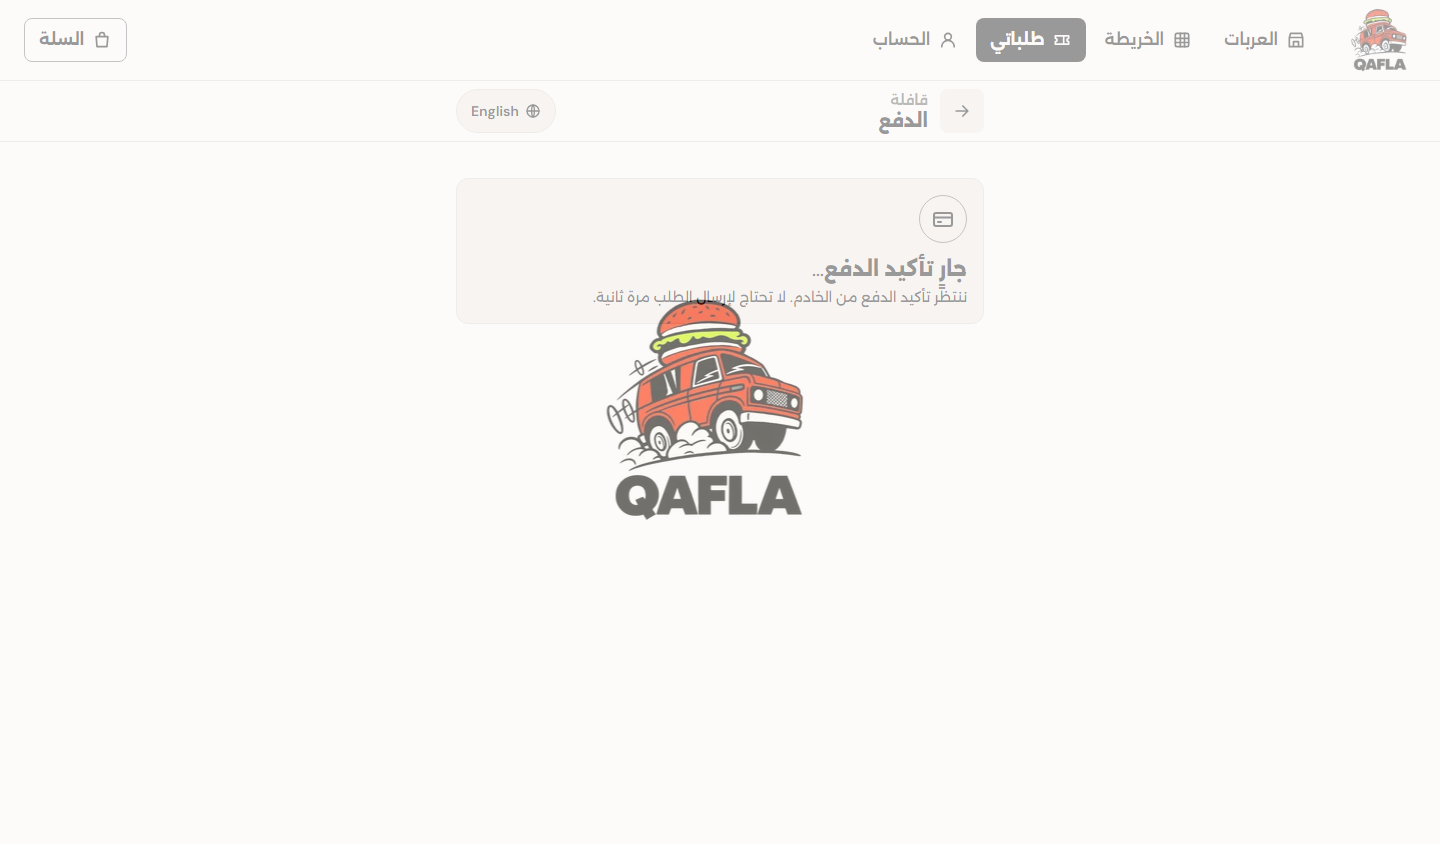 QAFLA
العربات
الخريطة
طلباتي
الحساب
السلة
قافلة
الدفع
English
جارٍ تأكيد الدفع...
ننتظر تأكيد الدفع من الخادم. لا تحتاج لإرسال الطلب مرة ثانية.
QAFLA